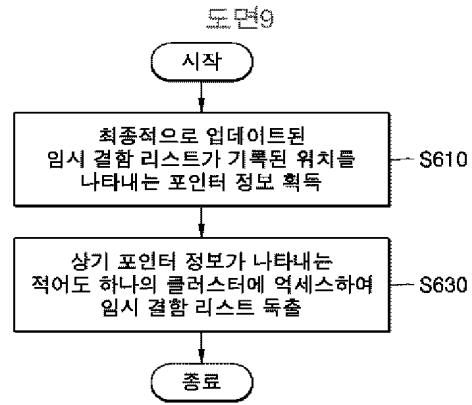 도면9
시작
최종적으로 업데이트된
임시 결함 리스트가 기록된 위치를
나타내는 포인터 정보 획득
S610
상기 포인터 정보가 나타내는
적어도 하나의 클러스터에 억세스하여
임시 결함 리스트 독출
S630
종료